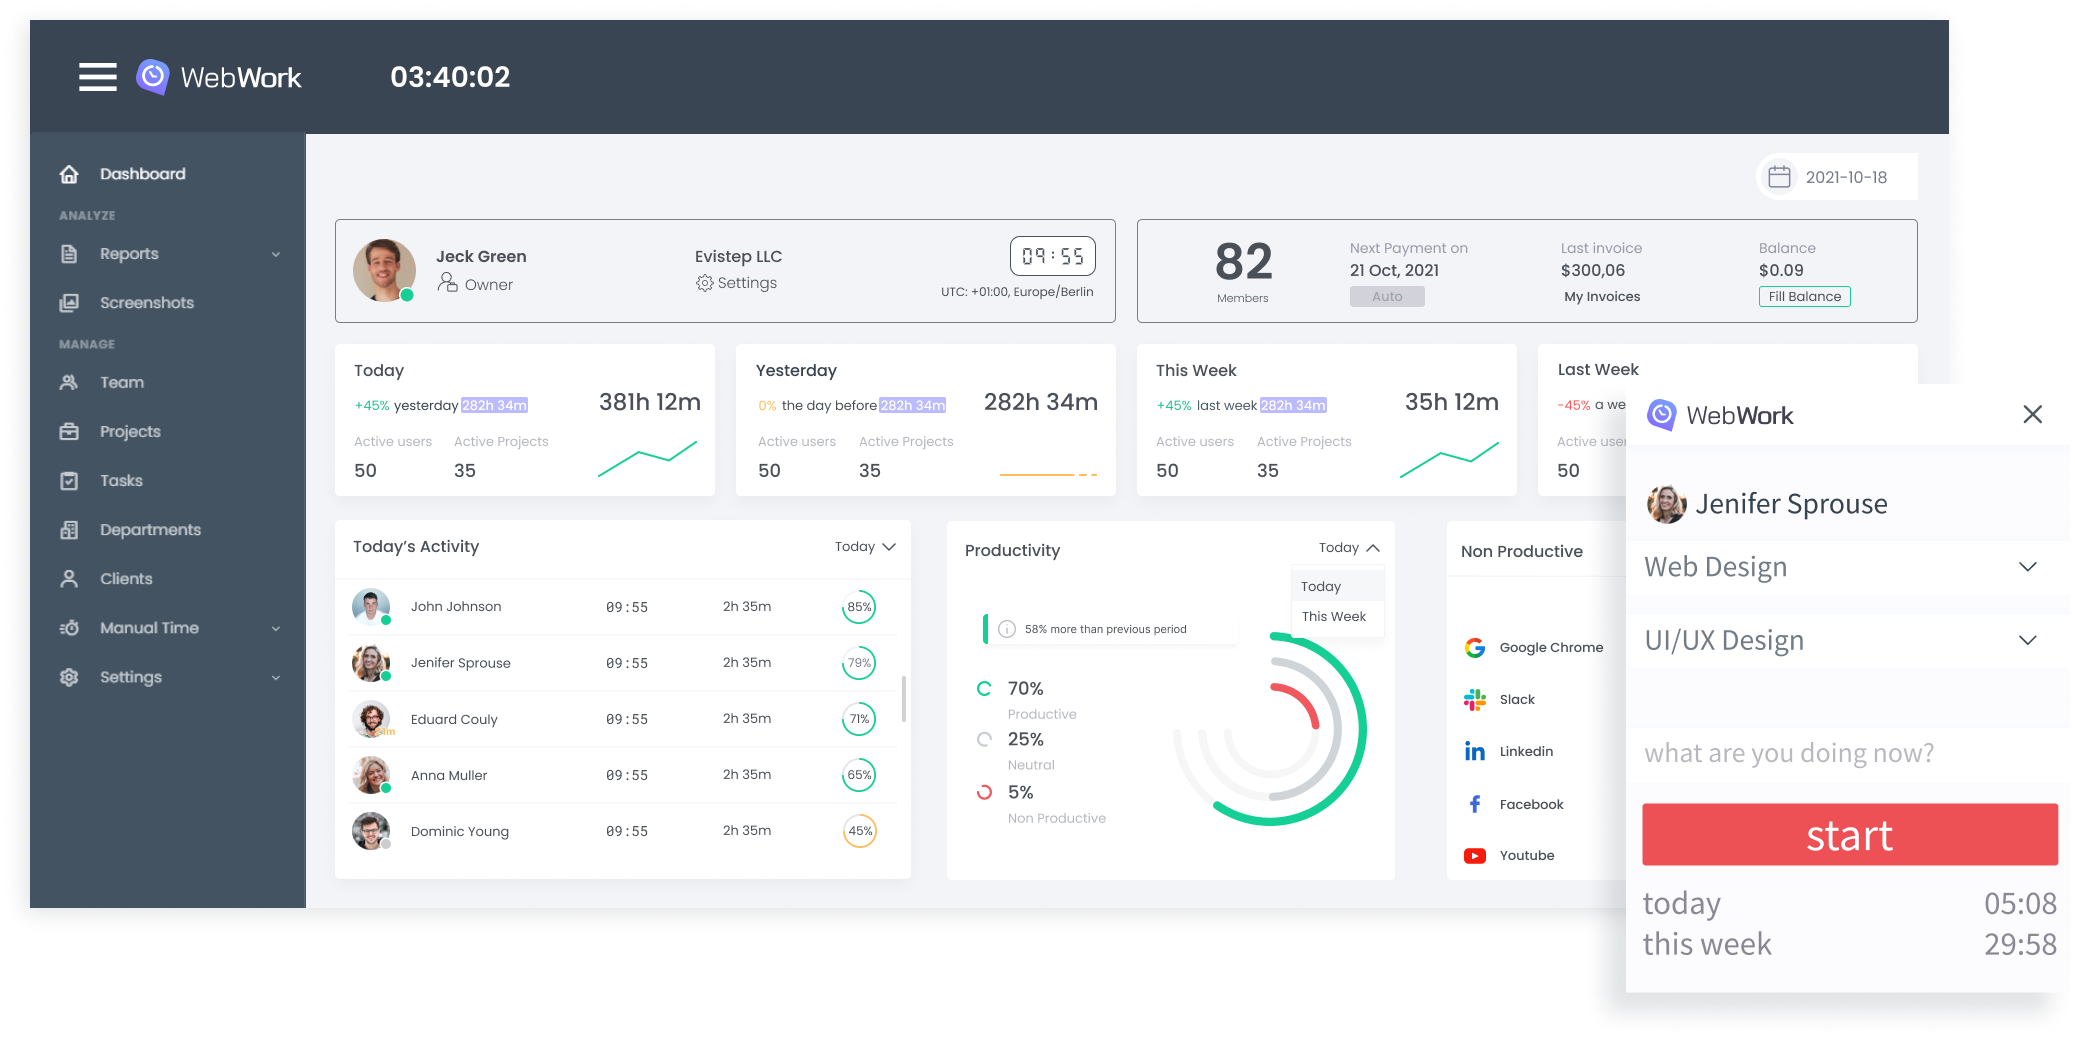 WebWork
03:40:02
Dashboard
ANALYZE
Reports
Screenshots
MANAGE
Team
Projects
Tasks
Departments
Clients
Manual Time
Settings
2021-10-18
Jeck Green
Owner
Evistep LLC
Settings
09:55
UTC: +01:00, Europe/Berlin
82
Members
Next Payment on
21 Oct, 2021
Auto
Last invoice
$300,06
My Invoices
Balance
$0.09
Fill Balance
Today
+45% yesterday 282h 34m
381h 12m
Active users
50
Active Projects
35
Yesterday
0% the day before 282h 34m
282h 34m
Active users
50
Active Projects
35
This Week
+45% last week 282h 34m
35h 12m
Active users
50
Active Projects
35
Last Week
-45% a we
Active user
50
Today's Activity
Today
John Johnson 09:55 2h 35m 85%
Jenifer Sprouse 09:55 2h 35m 79%
Eduard Couly 09:55 2h 35m 71%
Anna Muller 09:55 2h 35m 65%
Dominic Young 09:55 2h 35m 45%
Productivity
Today
Today
This Week
58% more than previous period
70%
Productive
25%
Neutral
5%
Non Productive
Non Productive
Google Chrome
Slack
Linkedin
Facebook
Youtube
WebWork
Jenifer Sprouse
Web Design
UI/UX Design
what are you doing now?
start
today 05:08
this week 29:58